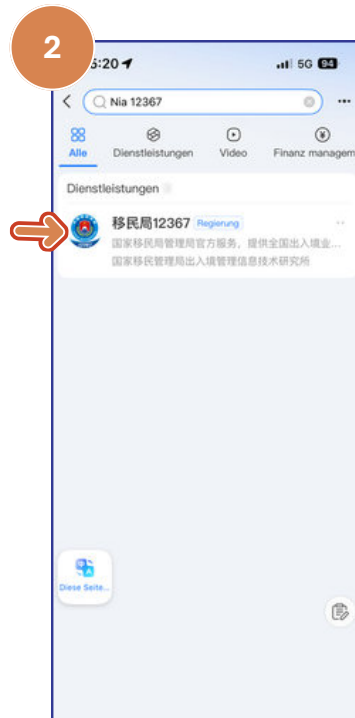 2
5:20 5G 94
Nia 12367
Alle Dienstleistungen Video Finanz managem
Dienstleistungen
移民局12367 Regierung
国家移民局管理局官方服务，提供全国出入境业...
国家移民管理局出入境管理信息技术研究所
Diese Seite...